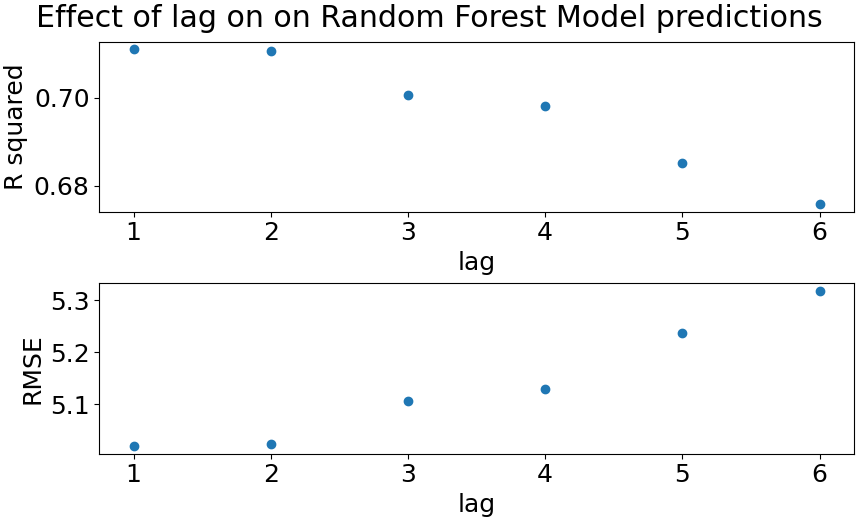 Effect of lag on on Random Forest Model predictions
R squared
0.70
0.68
1 2 3 4 5 6
lag
RMSE
5.3
5.2
5.1
1 2 3 4 5 6
lag